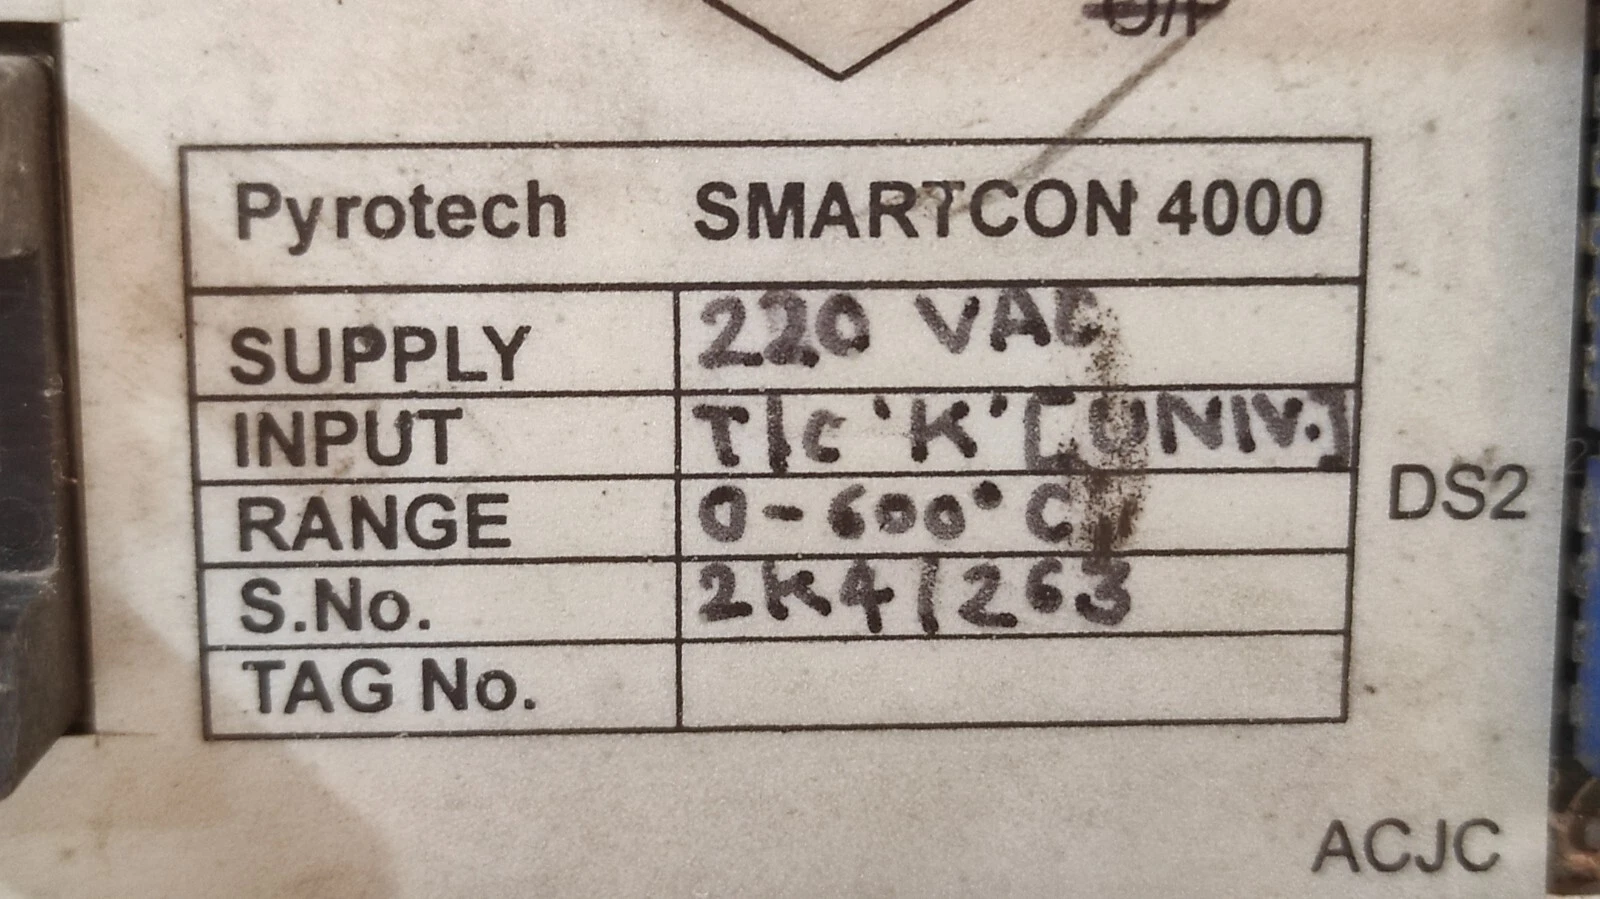 O/P
Pyrotech SMARTCON 4000
SUPPLY 220 VAC
INPUT T/C 'K' [UNIV.]
RANGE 0-600°C
S.No. 2K4/263
TAG No.
DS2
ACJC